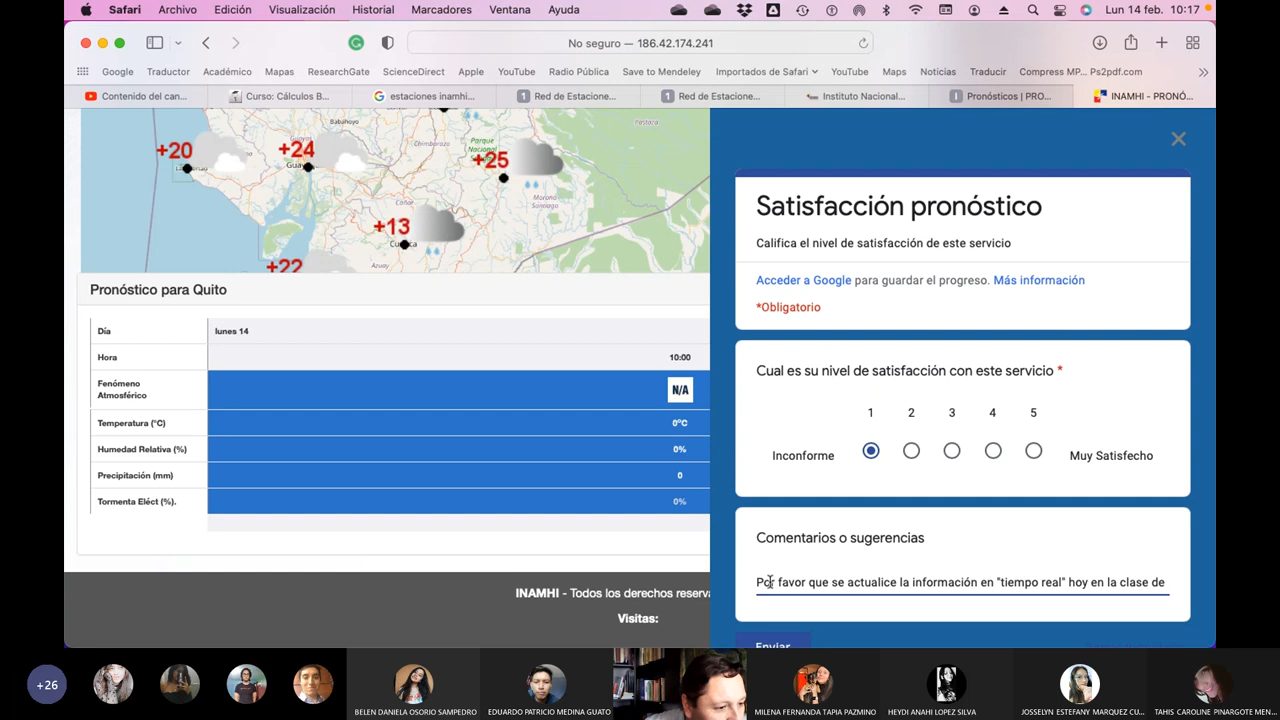 Safari Archivo Edición Visualización Historial Marcadores Ventana Ayuda Lun 14 feb. 10:17
No seguro — 186.42.174.241
Google Traductor Académico Mapas ResearchGate ScienceDirect Apple YouTube Radio Pública Save to Mendeley Importados de Safari YouTube Maps Noticias Traducir Compress MP... Ps2pdf.com
Contenido del can... Curso: Cálculos B... estaciones inamhi... Red de Estacione... Red de Estacione... Instituto Nacional... Pronósticos | PRO... INAMHI - PRONÓ...
Babahoyo
+20
+24
Chimborazo
Parque
+25
Pastaza
Morona
Santiago
Cañar
+13
Azuay
+22
Pronóstico para Quito
Día lunes 14
Hora 10:00
Fenómeno
Atmosférico
N/A
Temperatura (°C) 0°C
Humedad Relativa (%) 0%
Precipitación (mm) 0
Tormenta Eléct (%). 0%
INAMHI - Todos los derechos reserva
Visitas:
Satisfacción pronóstico
Califica el nivel de satisfacción de este servicio
Acceder a Google para guardar el progreso. Más información
*Obligatorio
Cual es su nivel de satisfacción con este servicio *
1 2 3 4 5
Inconforme Muy Satisfecho
Comentarios o sugerencias
Por favor que se actualice la información en "tiempo real" hoy en la clase de
Enviar
+26
BELEN DANIELA OSORIO SAMPEDRO
EDUARDO PATRICIO MEDINA GUATO
MILENA FERNANDA TAPIA PAZMINO
HEYDI ANAHI LOPEZ SILVA
JOSSELYN ESTEFANY MARQUEZ CU...
TAHIS CAROLINE PINARGOTE MEN...